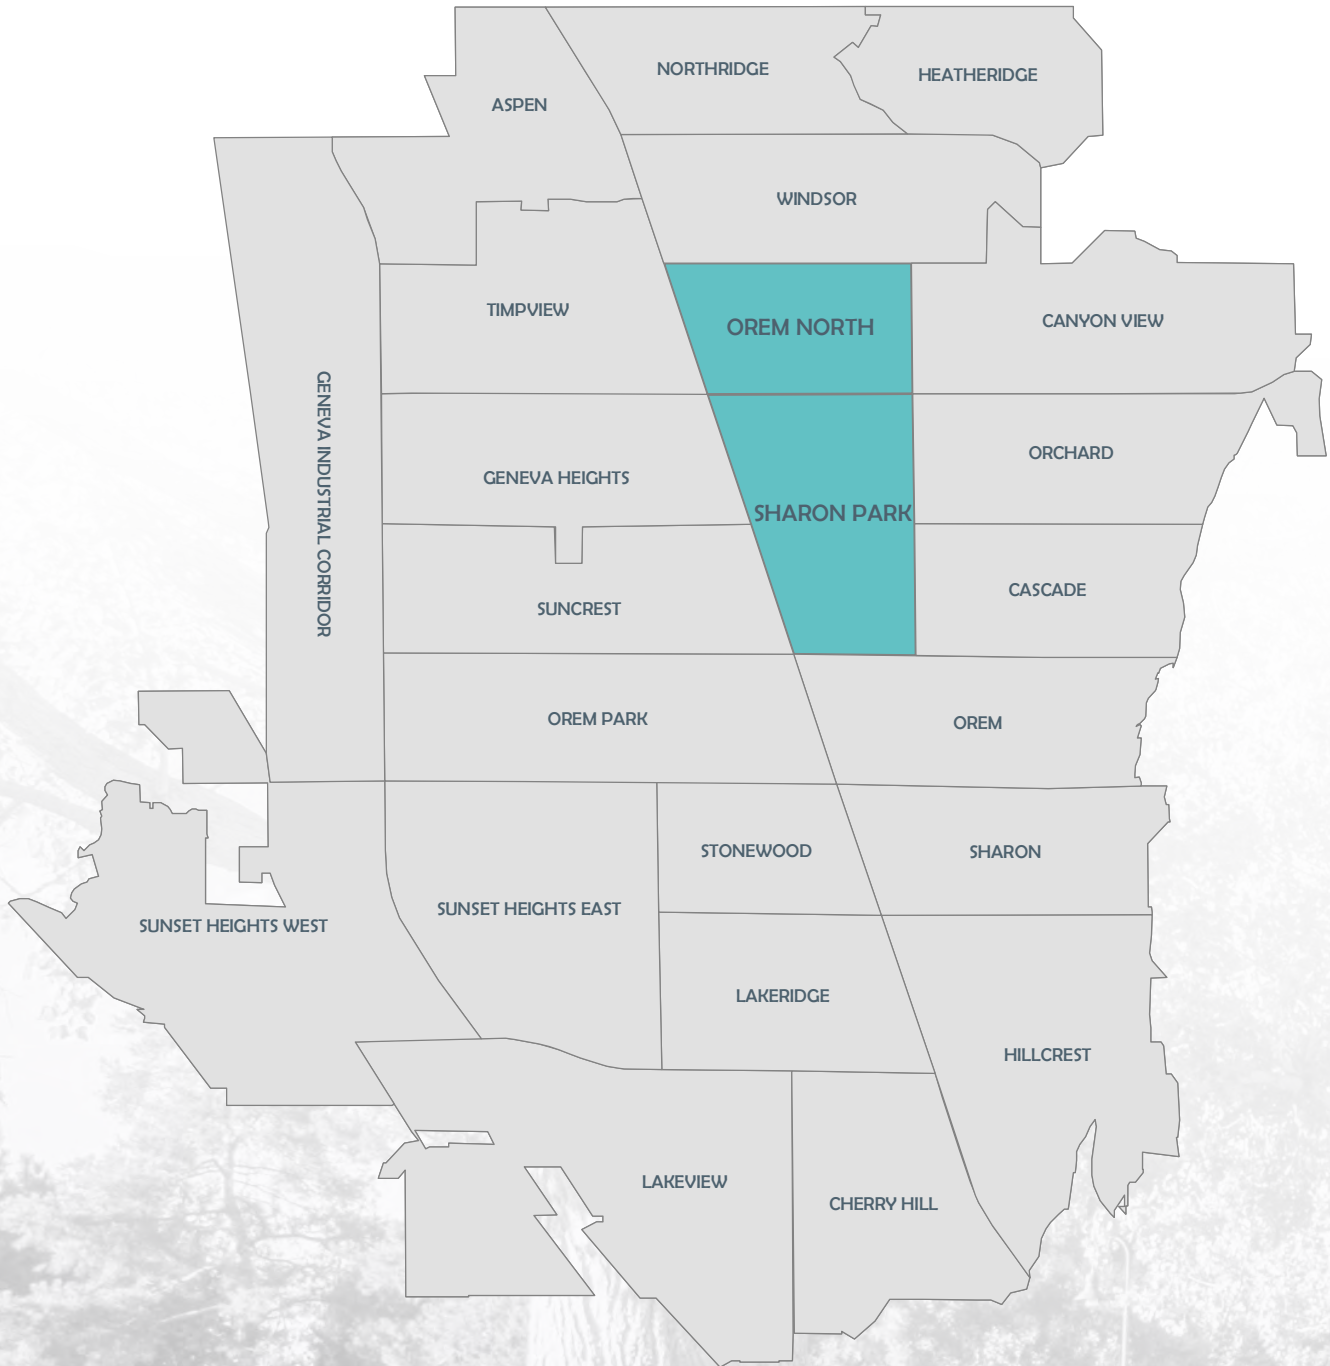 NORTHRIDGE
HEATHERIDGE
ASPEN
WINDSOR
TIMPVIEW
OREM NORTH
CANYON VIEW
GENEVA INDUSTRIAL CORRIDOR
GENEVA HEIGHTS
ORCHARD
SHARON PARK
SUNCREST
CASCADE
OREM PARK
OREM
STONEWOOD
SHARON
SUNSET HEIGHTS WEST
SUNSET HEIGHTS EAST
LAKERIDGE
HILLCREST
LAKEVIEW
CHERRY HILL